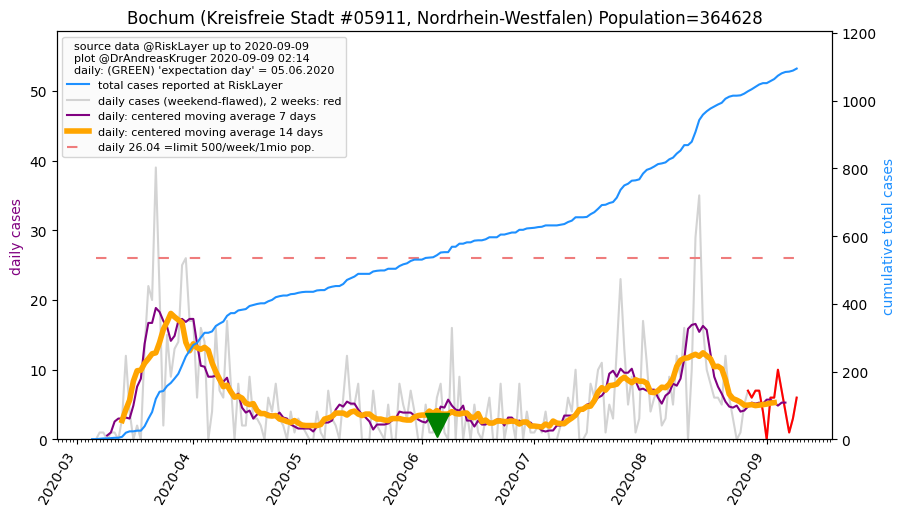 Bochum (Kreisfreie Stadt #05911, Nordrhein-Westfalen) Population=364628
source data @RiskLayer up to 2020-09-09
plot @DrAndreasKruger 2020-09-09 02:14
daily: (GREEN) 'expectation day' = 05.06.2020
total cases reported at RiskLayer
daily cases (weekend-flawed), 2 weeks: red
daily: centered moving average 7 days
daily: centered moving average 14 days
daily 26.04 =limit 500/week/1mio pop.
daily cases
50
40
30
20
10
0
cumulative total cases
1200
1000
800
600
400
200
0
2020-03
2020-04
2020-05
2020-06
2020-07
2020-08
2020-09